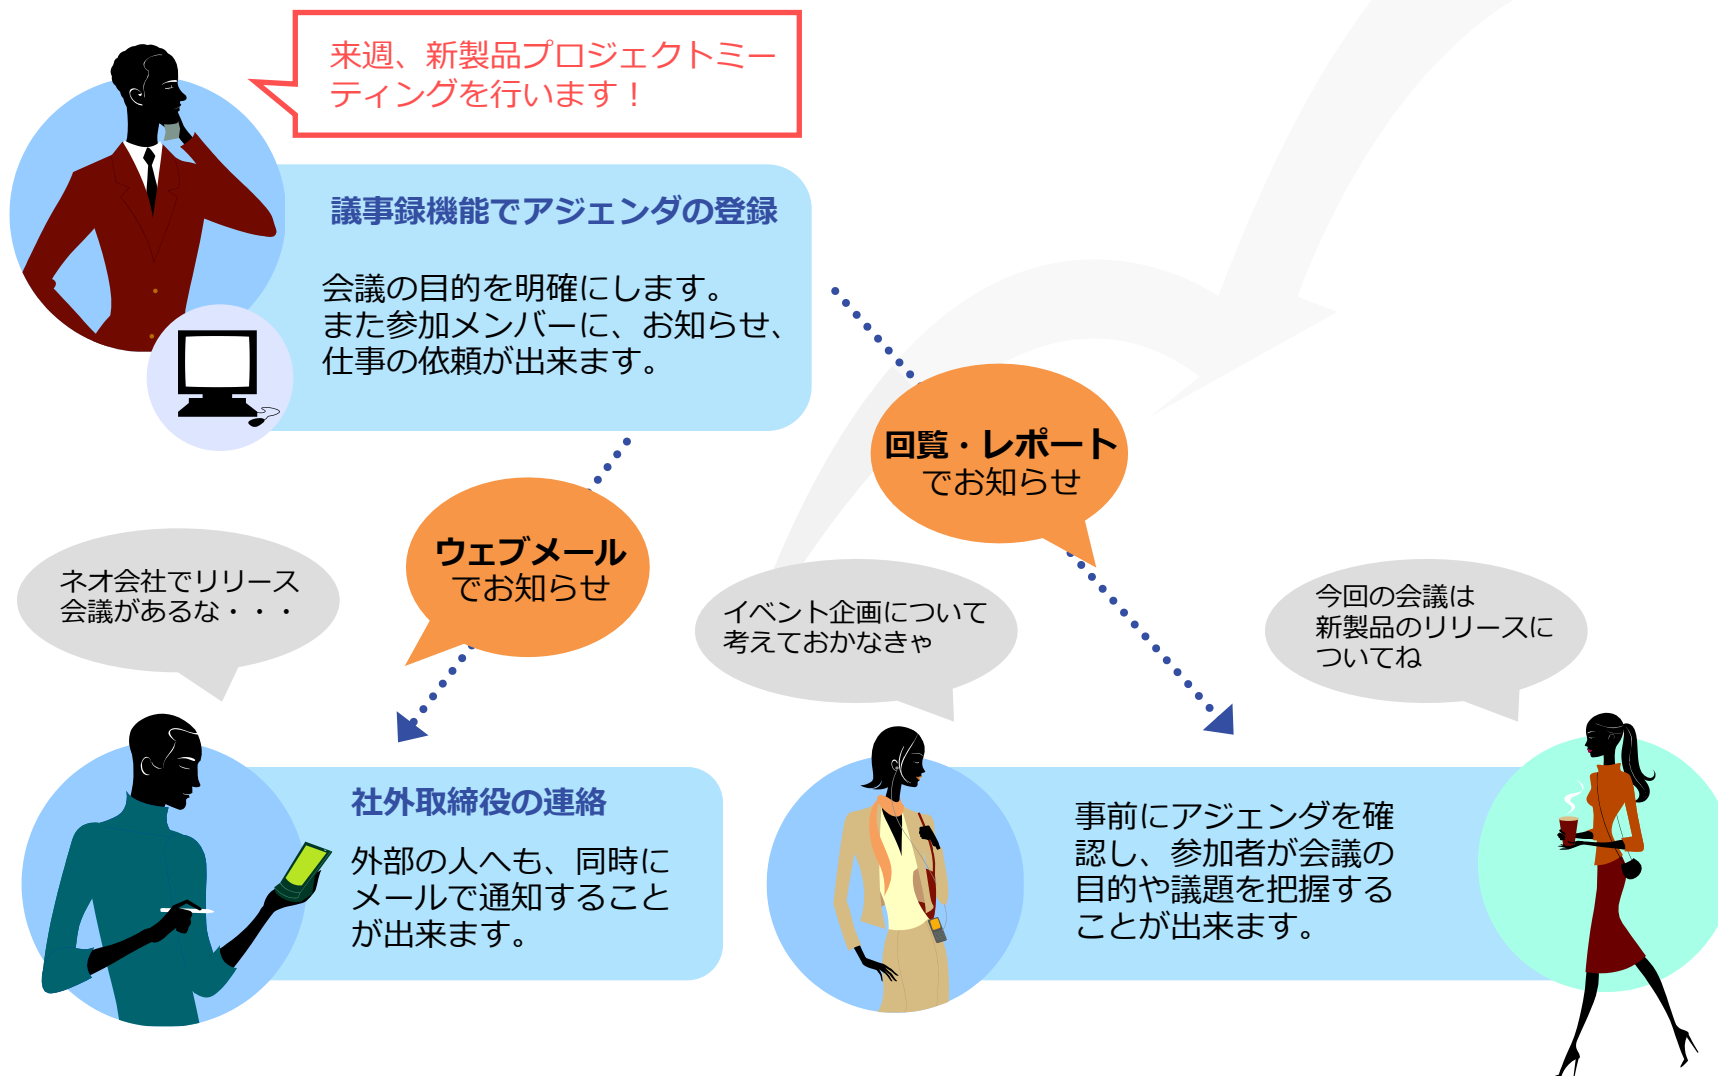 来週、新製品プロジェクトミー
ティングを行います！
議事録機能でアジェンダの登録
会議の目的を明確にします。
また参加メンバーに、お知らせ、
仕事の依頼が出来ます。
回覧・レポート
でお知らせ
ウェブメール
でお知らせ
ネオ会社でリリース
会議があるな・・・
イベント企画について
考えておかなきゃ
今回の会議は
新製品のリリースに
ついてね
社外取締役の連絡
外部の人へも、同時に
メールで通知すること
が出来ます。
事前にアジェンダを確
認し、参加者が会議の
目的や議題を把握する
ことが出来ます。